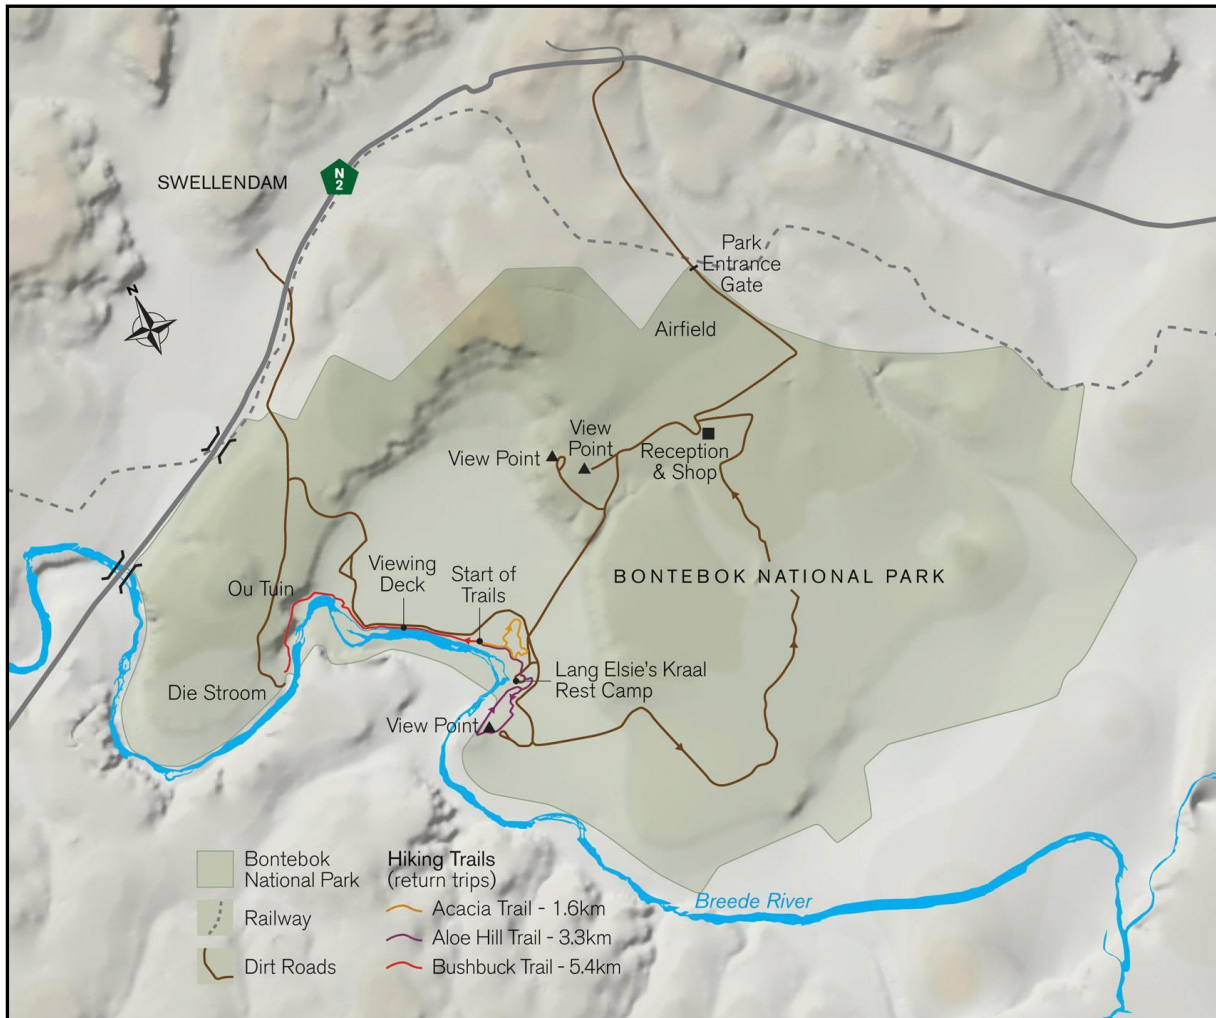 N
2
SWELLENDAM
Park
Entrance
Gate
N
Airfield
View
Point
View Point
Reception
& Shop
Viewing
Deck
Start of
Trails
BONTEBOK NATIONAL PARK
Ou Tuin
Lang Elsie's Kraal
Rest Camp
Die Stroom
View Point
Breede River
Bontebok
National Park
Railway
Dirt Roads
Hiking Trails
(return trips)
Acacia Trail - 1.6km
Aloe Hill Trail - 3.3km
Bushbuck Trail - 5.4km